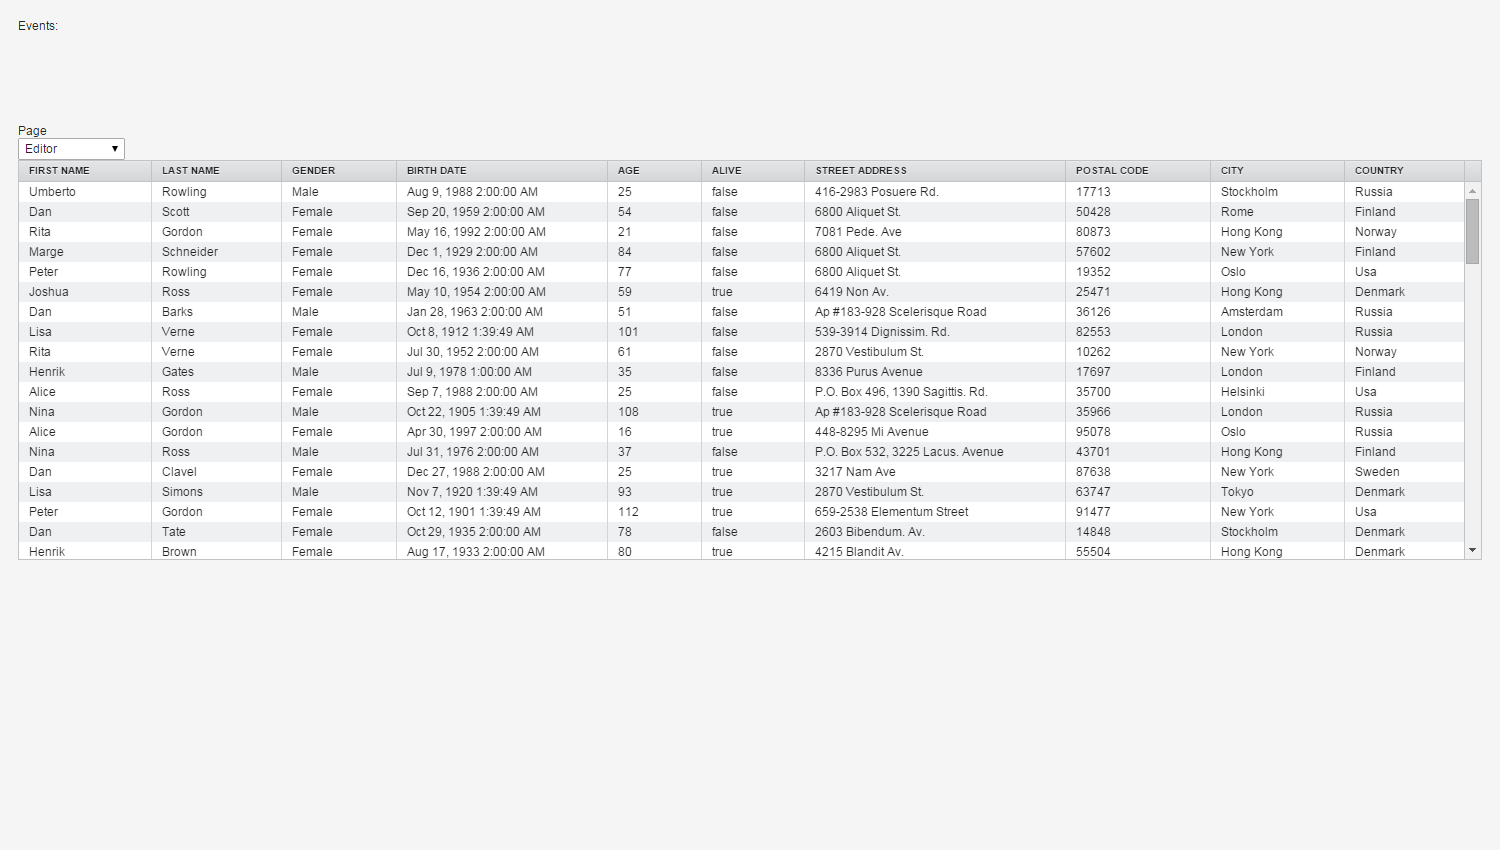 Events:
Page
Editor
FIRST NAME LAST NAME GENDER BIRTH DATE AGE ALIVE STREET ADDRESS POSTAL CODE CITY COUNTRY
Umberto Rowling Male Aug 9, 1988 2:00:00 AM 25 false 416-2983 Posuere Rd. 17713 Stockholm Russia
Dan Scott Female Sep 20, 1959 2:00:00 AM 54 false 6800 Aliquet St. 50428 Rome Finland
Rita Gordon Female May 16, 1992 2:00:00 AM 21 false 7081 Pede. Ave 80873 Hong Kong Norway
Marge Schneider Female Dec 1, 1929 2:00:00 AM 84 false 6800 Aliquet St. 57602 New York Finland
Peter Rowling Female Dec 16, 1936 2:00:00 AM 77 false 6800 Aliquet St. 19352 Oslo Usa
Joshua Ross Female May 10, 1954 2:00:00 AM 59 true 6419 Non Av. 25471 Hong Kong Denmark
Dan Barks Male Jan 28, 1963 2:00:00 AM 51 false Ap #183-928 Scelerisque Road 36126 Amsterdam Russia
Lisa Verne Female Oct 8, 1912 1:39:49 AM 101 false 539-3914 Dignissim. Rd. 82553 London Russia
Rita Verne Female Jul 30, 1952 2:00:00 AM 61 false 2870 Vestibulum St. 10262 New York Norway
Henrik Gates Male Jul 9, 1978 1:00:00 AM 35 false 8336 Purus Avenue 17697 London Finland
Alice Ross Female Sep 7, 1988 2:00:00 AM 25 false P.O. Box 496, 1390 Sagittis. Rd. 35700 Helsinki Usa
Nina Gordon Male Oct 22, 1905 1:39:49 AM 108 true Ap #183-928 Scelerisque Road 35966 London Russia
Alice Gordon Female Apr 30, 1997 2:00:00 AM 16 true 448-8295 Mi Avenue 95078 Oslo Russia
Nina Ross Male Jul 31, 1976 2:00:00 AM 37 false P.O. Box 532, 3225 Lacus. Avenue 43701 Hong Kong Finland
Dan Clavel Female Dec 27, 1988 2:00:00 AM 25 true 3217 Nam Ave 87638 New York Sweden
Lisa Simons Male Nov 7, 1920 1:39:49 AM 93 true 2870 Vestibulum St. 63747 Tokyo Denmark
Peter Gordon Female Oct 12, 1901 1:39:49 AM 112 true 659-2538 Elementum Street 91477 New York Usa
Dan Tate Female Oct 29, 1935 2:00:00 AM 78 false 2603 Bibendum. Av. 14848 Stockholm Denmark
Henrik Brown Female Aug 17, 1933 2:00:00 AM 80 true 4215 Blandit Av. 55504 Hong Kong Denmark